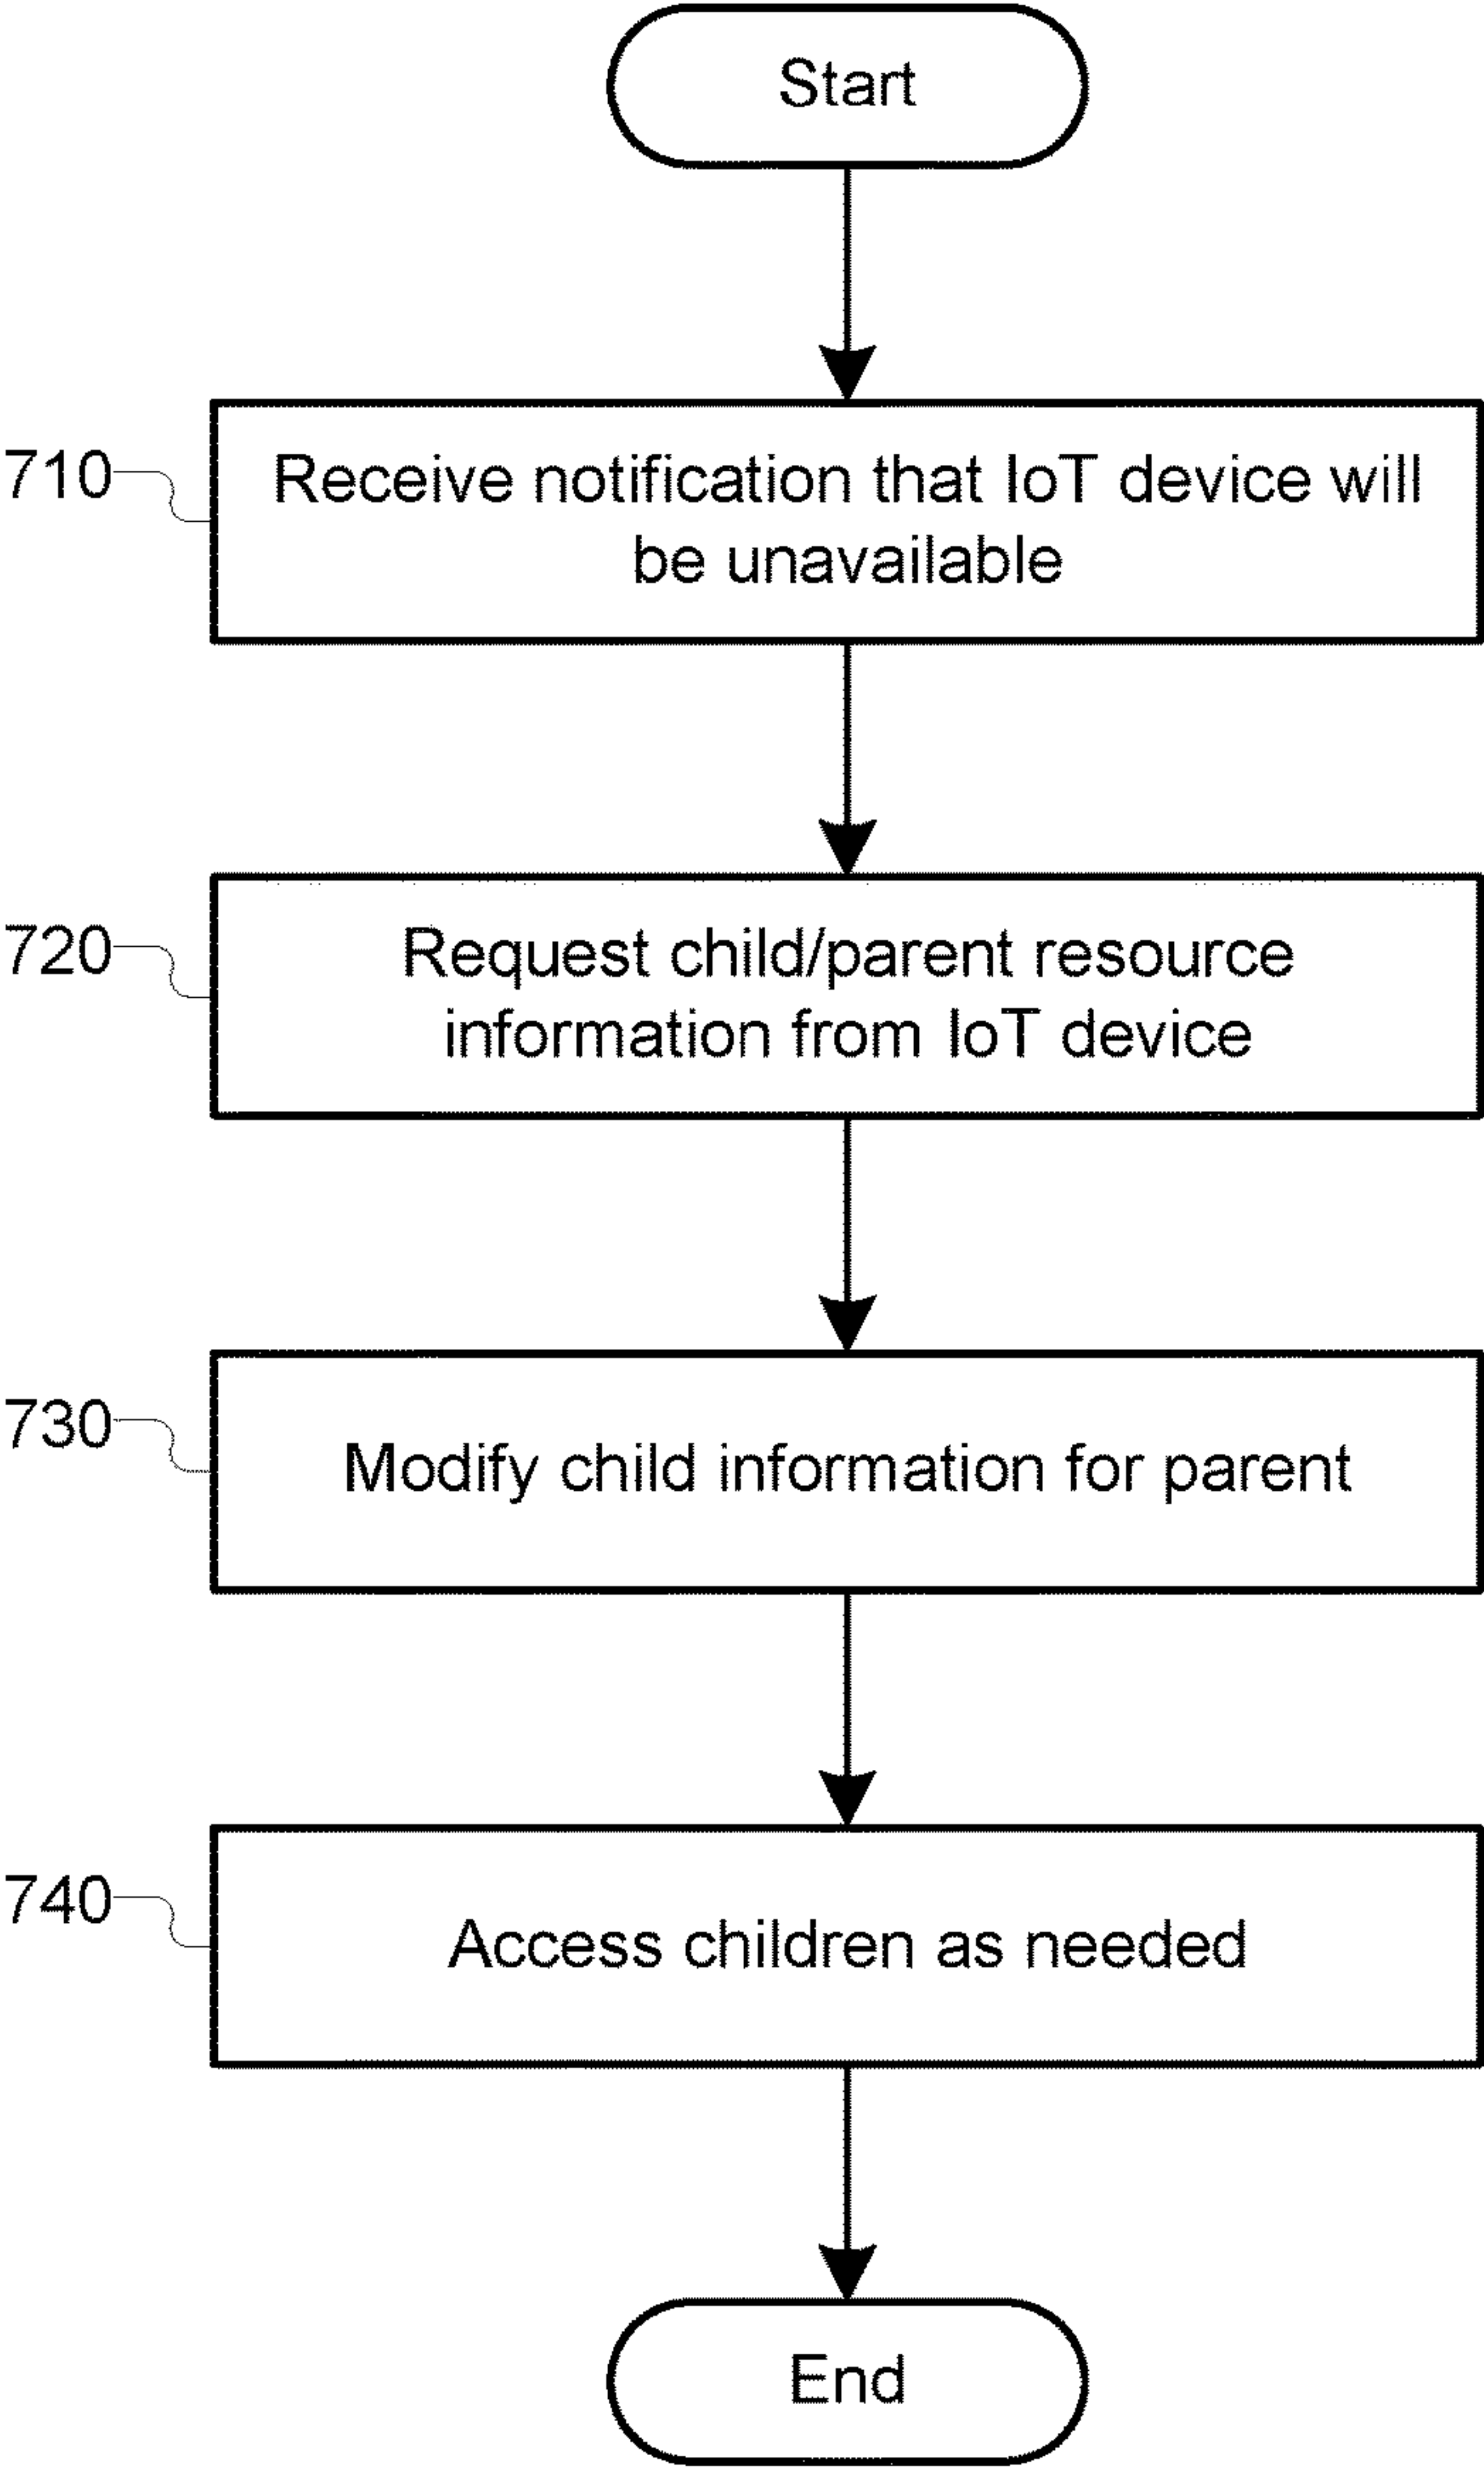 Start
710
Receive notification that IoT device will
be unavailable
720
Request child/parent resource
information from IoT device
730
Modify child information for parent
740
Access children as needed
End